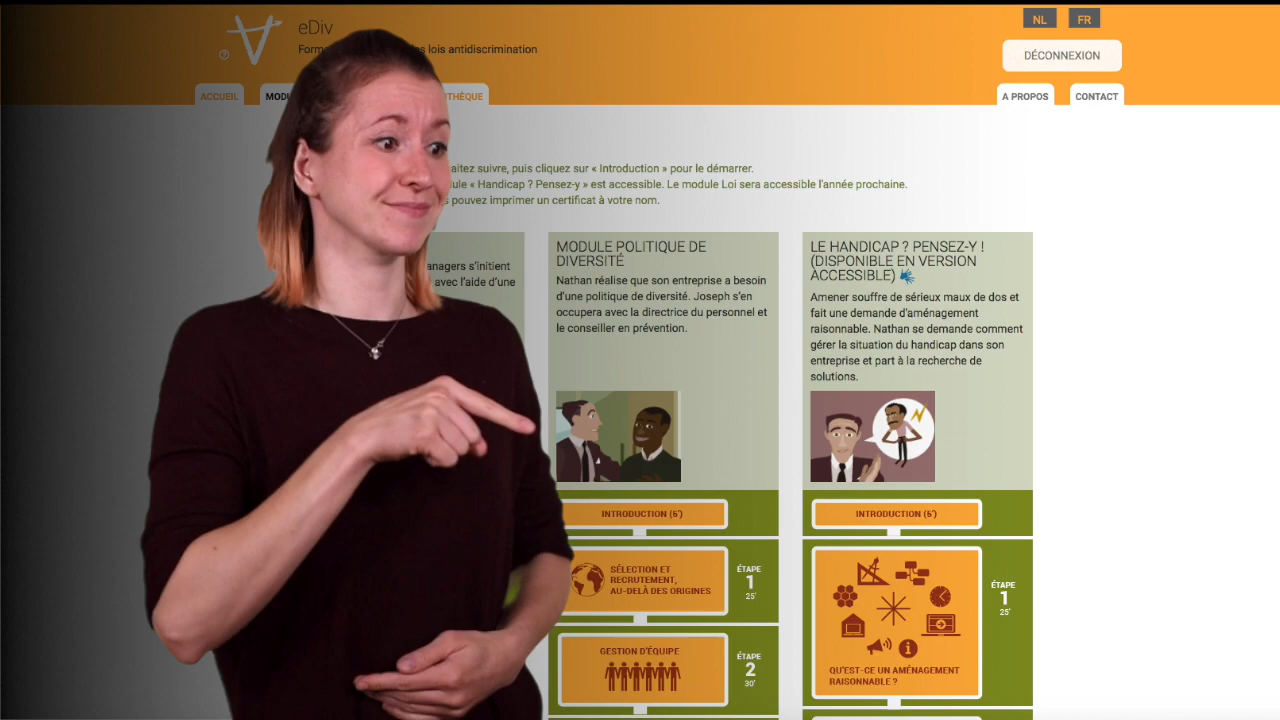 eDiv
lois antidiscrimination
NL
FR
DÉCONNEXION
ACCUEIL
A PROPOS
CONTACT
puis cliquez sur « Introduction » pour le démarrer.
« Handicap ? Pensez-y » est accessible. Le module Loi sera accessible l'année prochaine.
pouvez imprimer un certificat à votre nom.
s’initient
avec l’aide d’une
MODULE POLITIQUE DE
DIVERSITÉ
Nathan réalise que son entreprise a besoin
d’une politique de diversité. Joseph s’en
occupera avec la directrice du personnel et
le conseiller en prévention.
LE HANDICAP ? PENSEZ-Y !
(DISPONIBLE EN VERSION
ACCESSIBLE)
Amener souffre de sérieux maux de dos et
fait une demande d'aménagement
raisonnable. Nathan se demande comment
gérer la situation du handicap dans son
entreprise et part à la recherche de
solutions.
INTRODUCTION (5')
INTRODUCTION (5')
SÉLECTION ET
RECRUTEMENT,
AU-DELÀ DES ORIGINES
ÉTAPE
1
25'
GESTION D'ÉQUIPE
ÉTAPE
2
30'
ÉTAPE
1
25'
QU'EST-CE UN AMÉNAGEMENT
RAISONNABLE ?